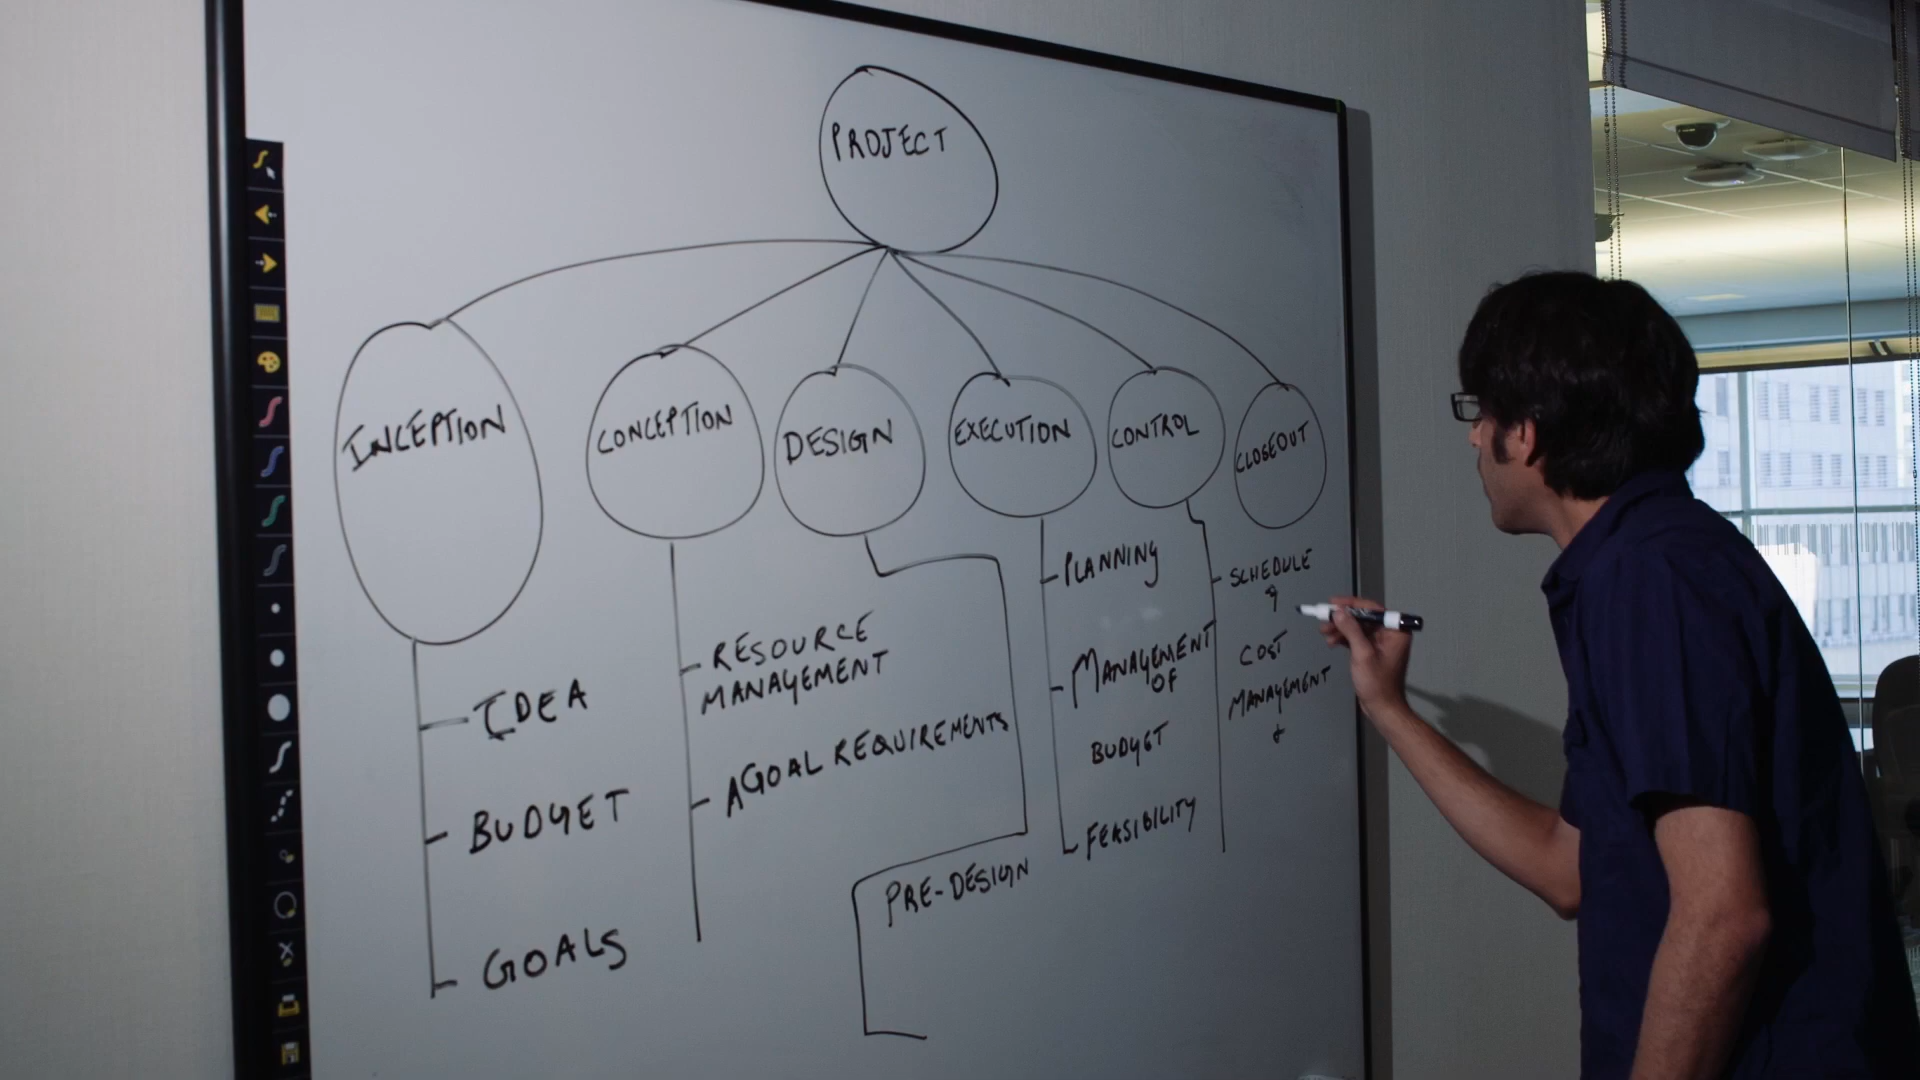 PROJECT
INCEPTION
CONCEPTION
DESIGN
EXECUTION
CONTROL
CLOSEOUT
IDEA
BUDGET
GOALS
RESOURCE
MANAGEMENT
AGOAL REQUIREMENTS
PRE-DESIGN
PLANNING
MANAGEMENT
OF
BUDGET
FEASIBILITY
SCHEDULE
&
COST
MANAGEMENT
&